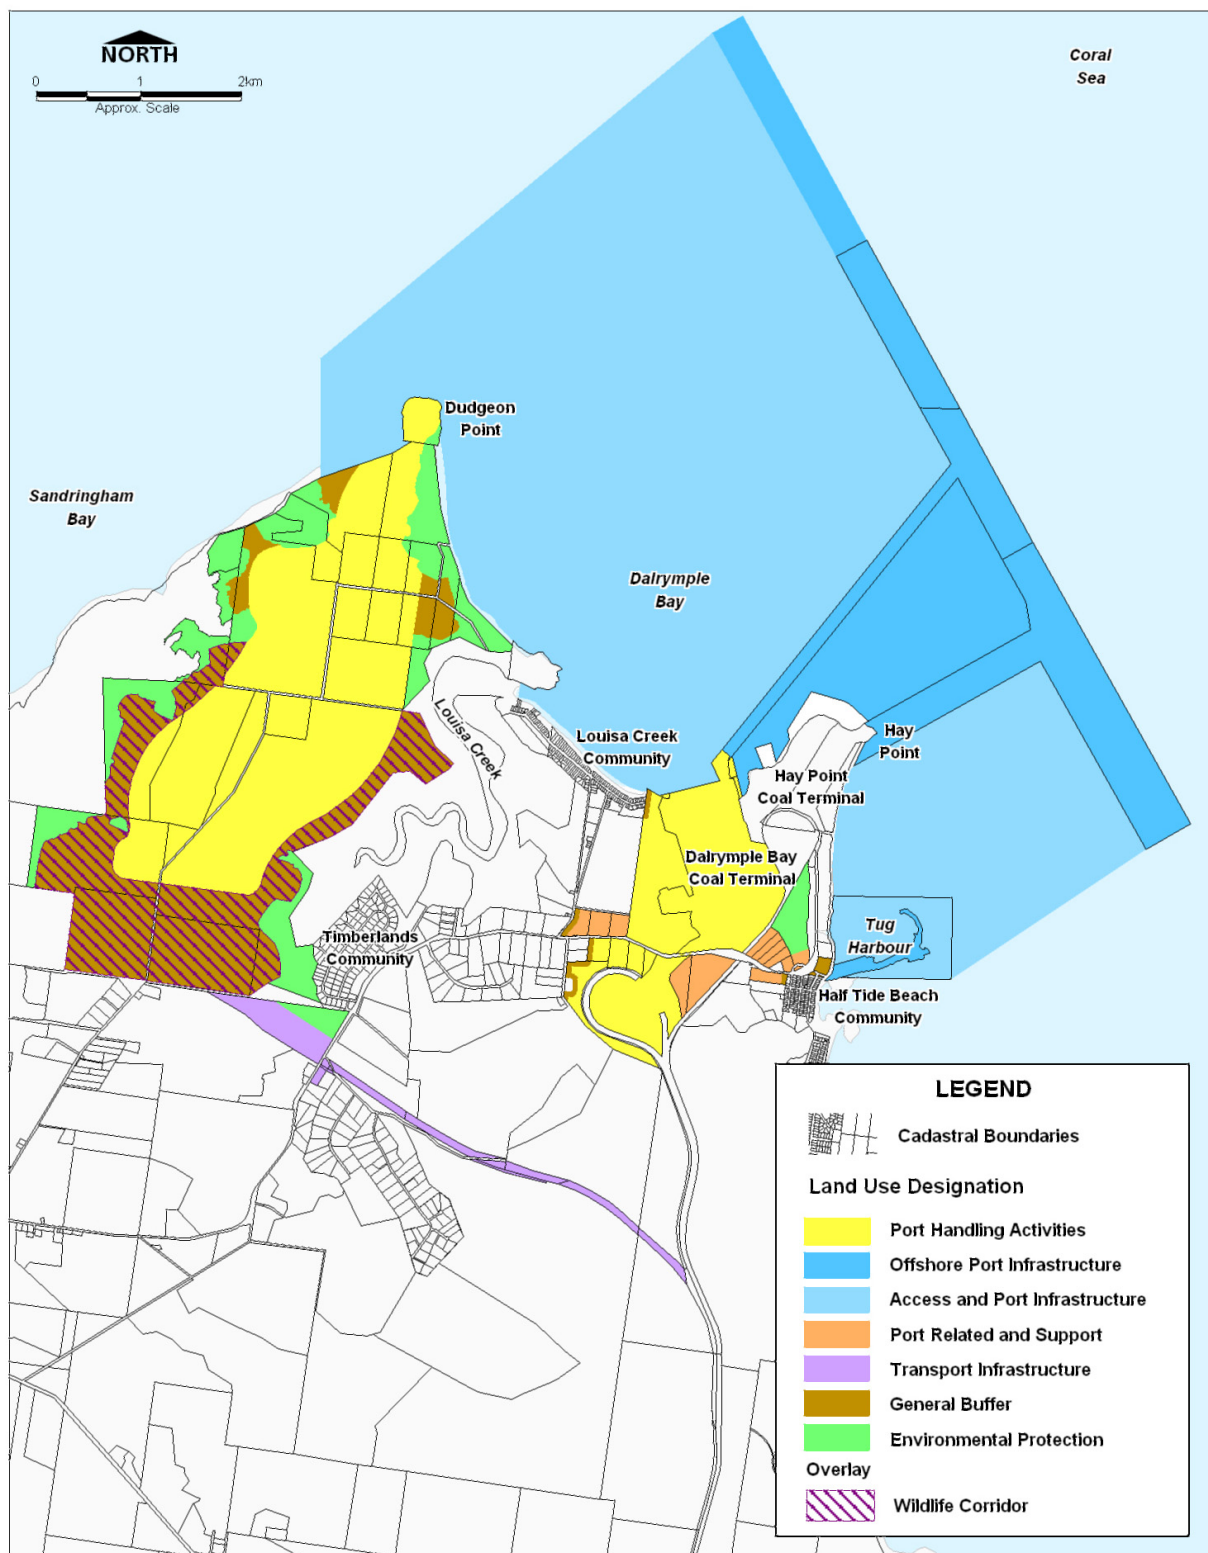 NORTH
0 1 2km
Approx. Scale
Coral
Sea
Dudgeon
Point
Sandringham
Bay
Dalrymple
Bay
Louisa Creek
Louisa Creek
Community
Hay
Point
Hay Point
Coal Terminal
Dalrymple Bay
Coal Terminal
Timberlands
Community
Tug
Harbour
Half Tide Beach
Community
LEGEND
Cadastral Boundaries
Land Use Designation
Port Handling Activities
Offshore Port Infrastructure
Access and Port Infrastructure
Port Related and Support
Transport Infrastructure
General Buffer
Environmental Protection
Overlay
Wildlife Corridor